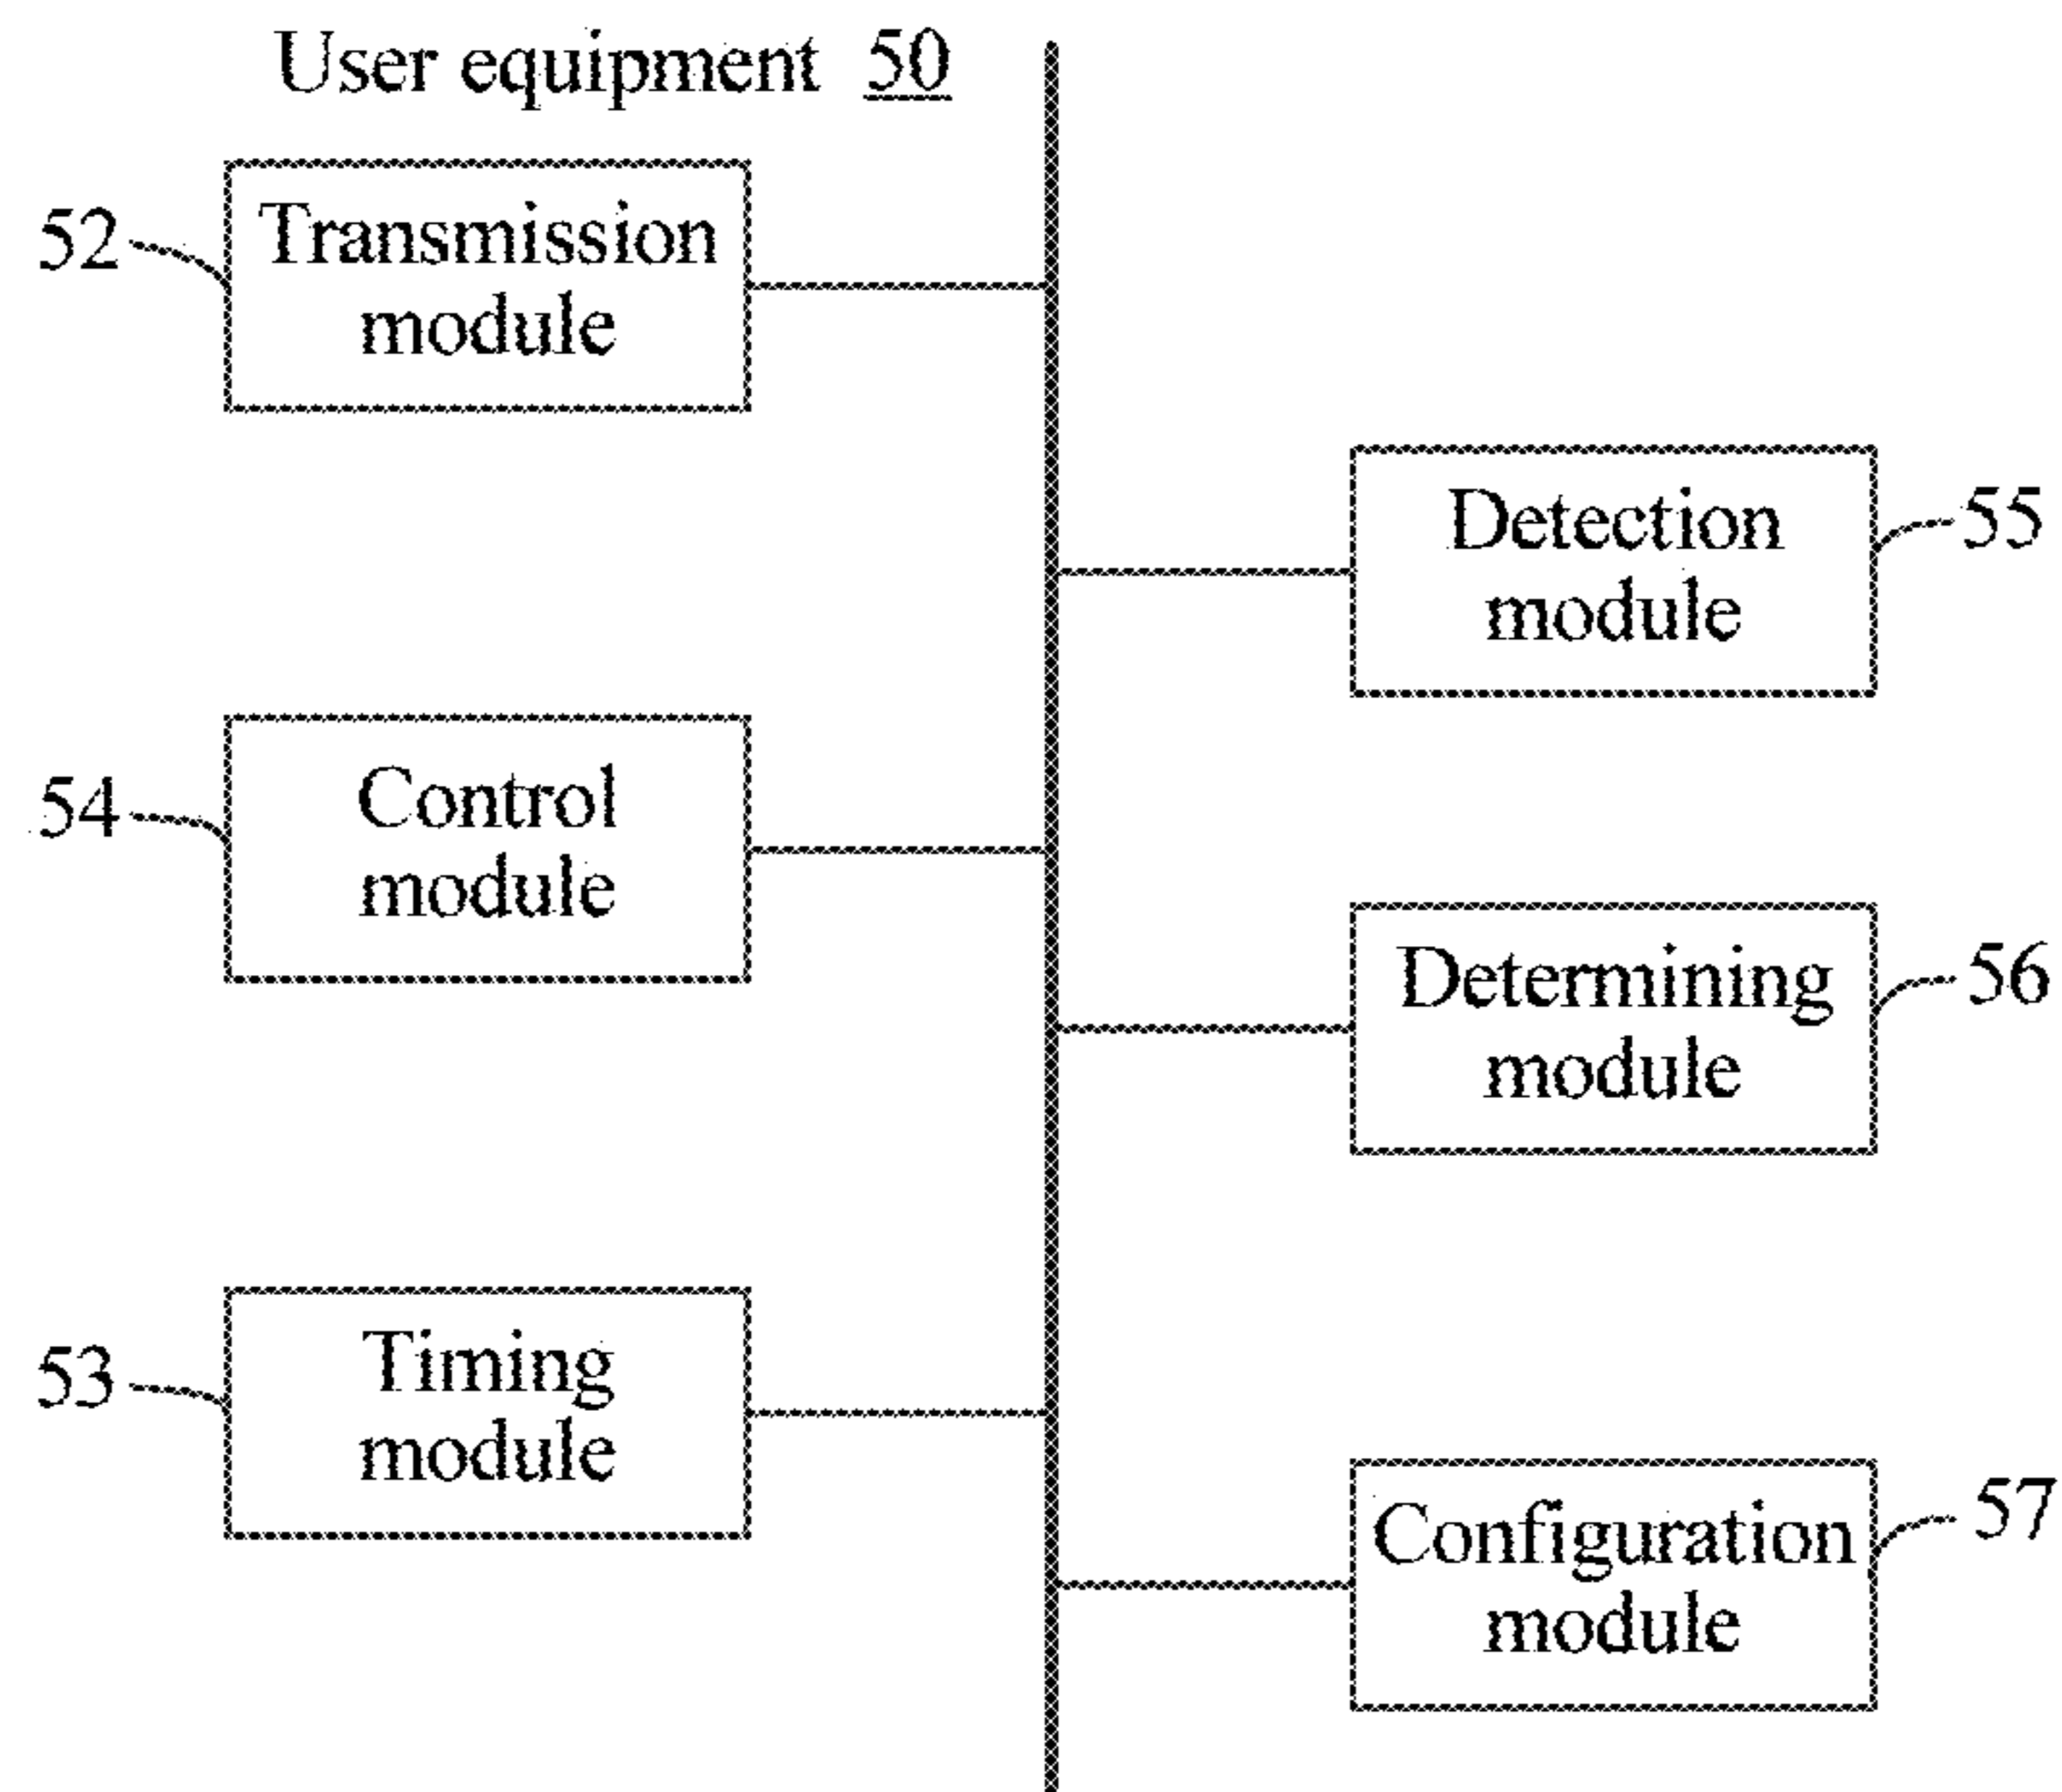 User equipment 50
52
Transmission
module
Detection
module
55
54
Control
module
Determining
module
56
53
Timing
module
Configuration
module
57